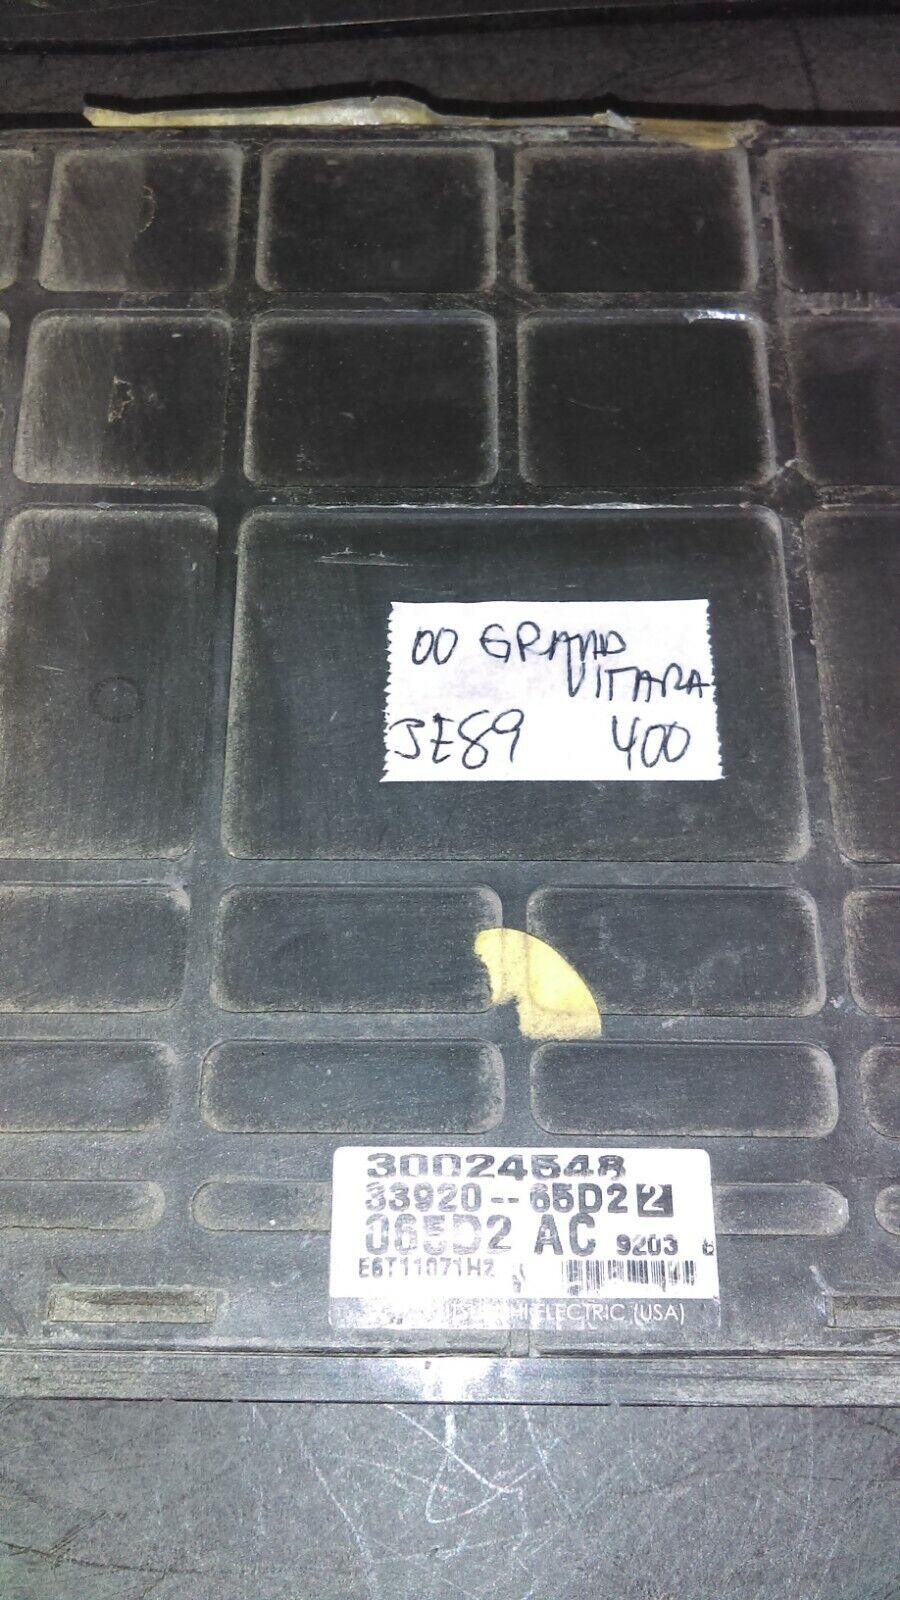 00 GRAND
VITARA
JE89 400
30024548
33920--65D2 2
065D2 AC 9203
E6T11071H2
ELECTRIC (USA)